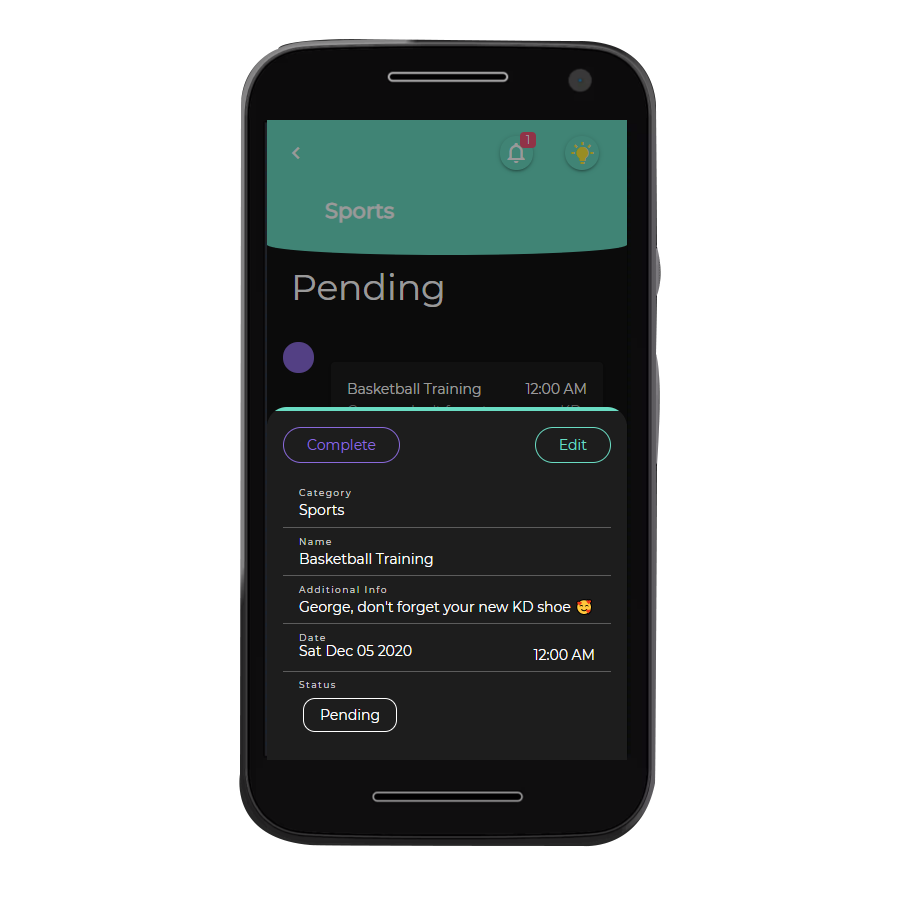 1
Sports
Pending
Basketball Training 12:00 AM
Complete Edit
Category
Sports
Name
Basketball Training
Additional Info
George, don't forget your new KD shoe 🥰
Date
Sat Dec 05 2020 12:00 AM
Status
Pending